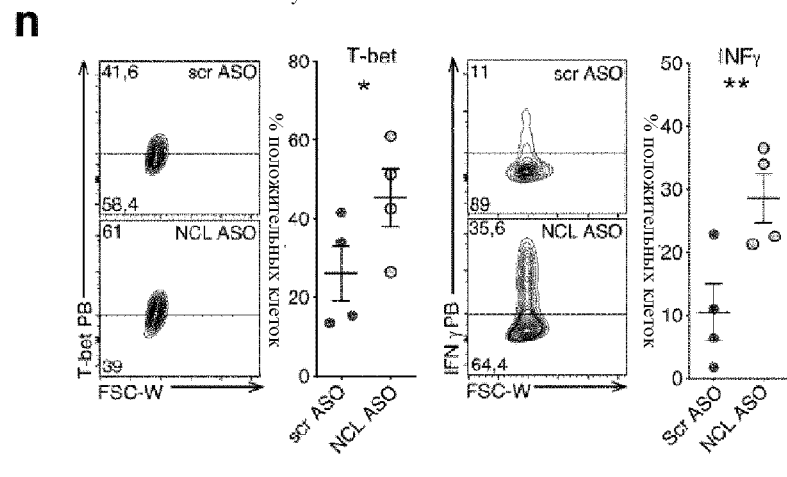 n
41,6 scr ASO
58,4
61 NCL ASO
39
T-bet PB
FSC-W
T-bet
*
% положительных клеток
80
60
40
20
0
scr ASO
NCL ASO
11 scr ASO
89
35,6 NCL ASO
64,4
IFN γ PB
FSC-W
INFγ
**
% положительных клеток
50
40
30
20
10
0
Scr ASO
NCL ASO